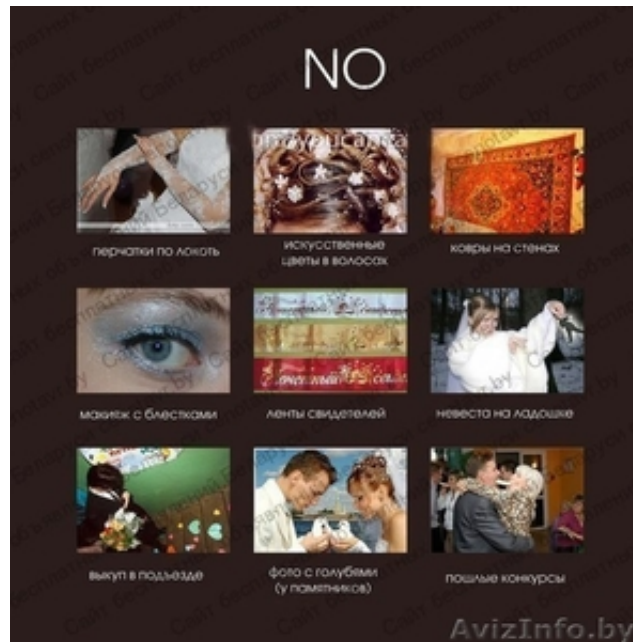 NO
перчатки по локоть
искусственные
цветы в волосах
ковры на стенах
макияж с блестками
ленты свидетелей
невеста на ладошке
выкуп в подъезде
фото с голубями
(у памятников)
пошлые конкурсы
AvizInfo.by